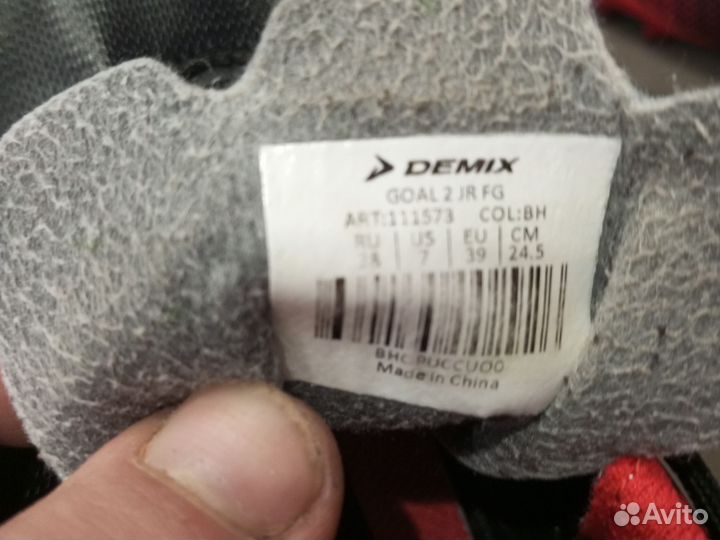 DEMIX
GOAL 2 JR FG
ART:111573 COL:BH
RU US EU CM
7 39 24.5
Made in China
Avito